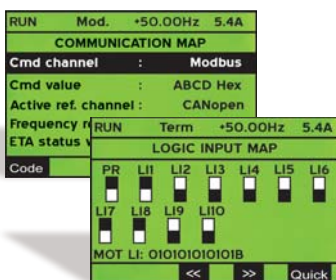 RUN Mod. +50.00Hz 5.4A
COMMUNICATION MAP
Cmd channel : Modbus
Cmd value : ABCD Hex
Active ref. channel : CANopen
Frequency
ETA status
Code
RUN Term +50.00Hz 5.4A
LOGIC INPUT MAP
PR LI1 LI2 LI3 LI4 LI5 LI6
LI7 LI8 LI9 LI10
MOT LI: 010101010101B
<< >> Quick